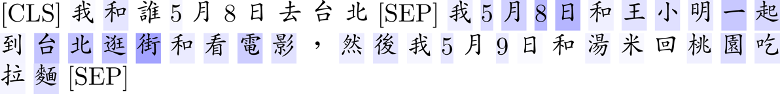 [CLS] 我和誰5月8日去台北 [SEP] 我5月8日和王小明一起
到台北逛街和看電影，然後我5月9日和湯米回桃園吃
拉麵 [SEP]